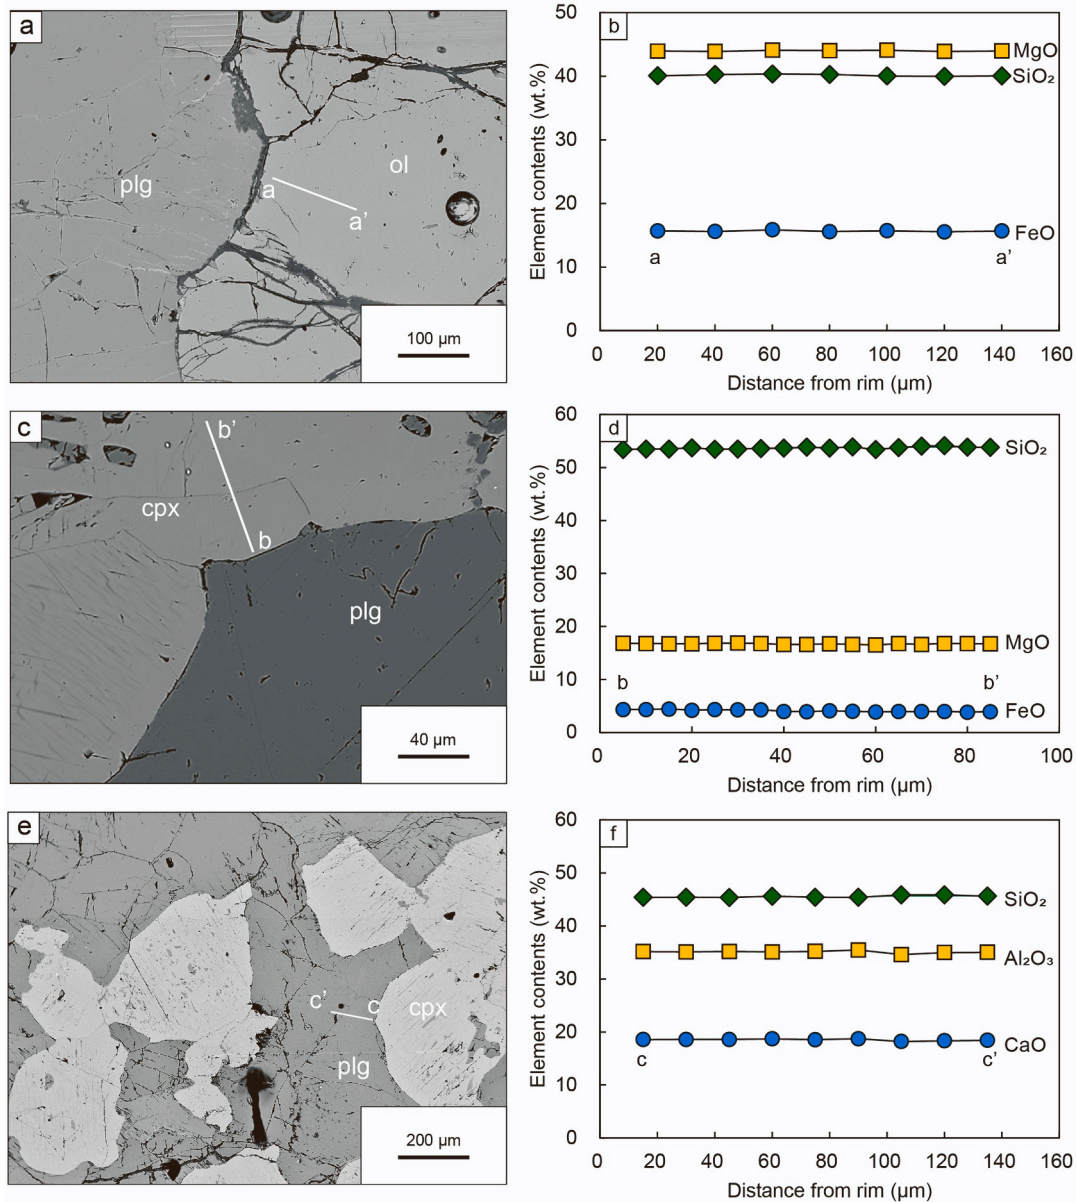 a
plg
ol
a
a’
100 µm
b
50
40
30
20
10
0
Element contents (wt.%)
MgO
SiO₂
FeO
a
a’
0 20 40 60 80 100 120 140 160
Distance from rim (µm)
c
b’
cpx
b
plg
40 µm
d
60
50
40
30
20
10
0
Element contents (wt.%)
SiO₂
MgO
b
b’
FeO
0 20 40 60 80 100
Distance from rim (µm)
e
c’
c
cpx
plg
200 µm
f
60
50
40
30
20
10
0
Element contents (wt.%)
SiO₂
Al₂O₃
CaO
c
c’
0 20 40 60 80 100 120 140 160
Distance from rim (µm)